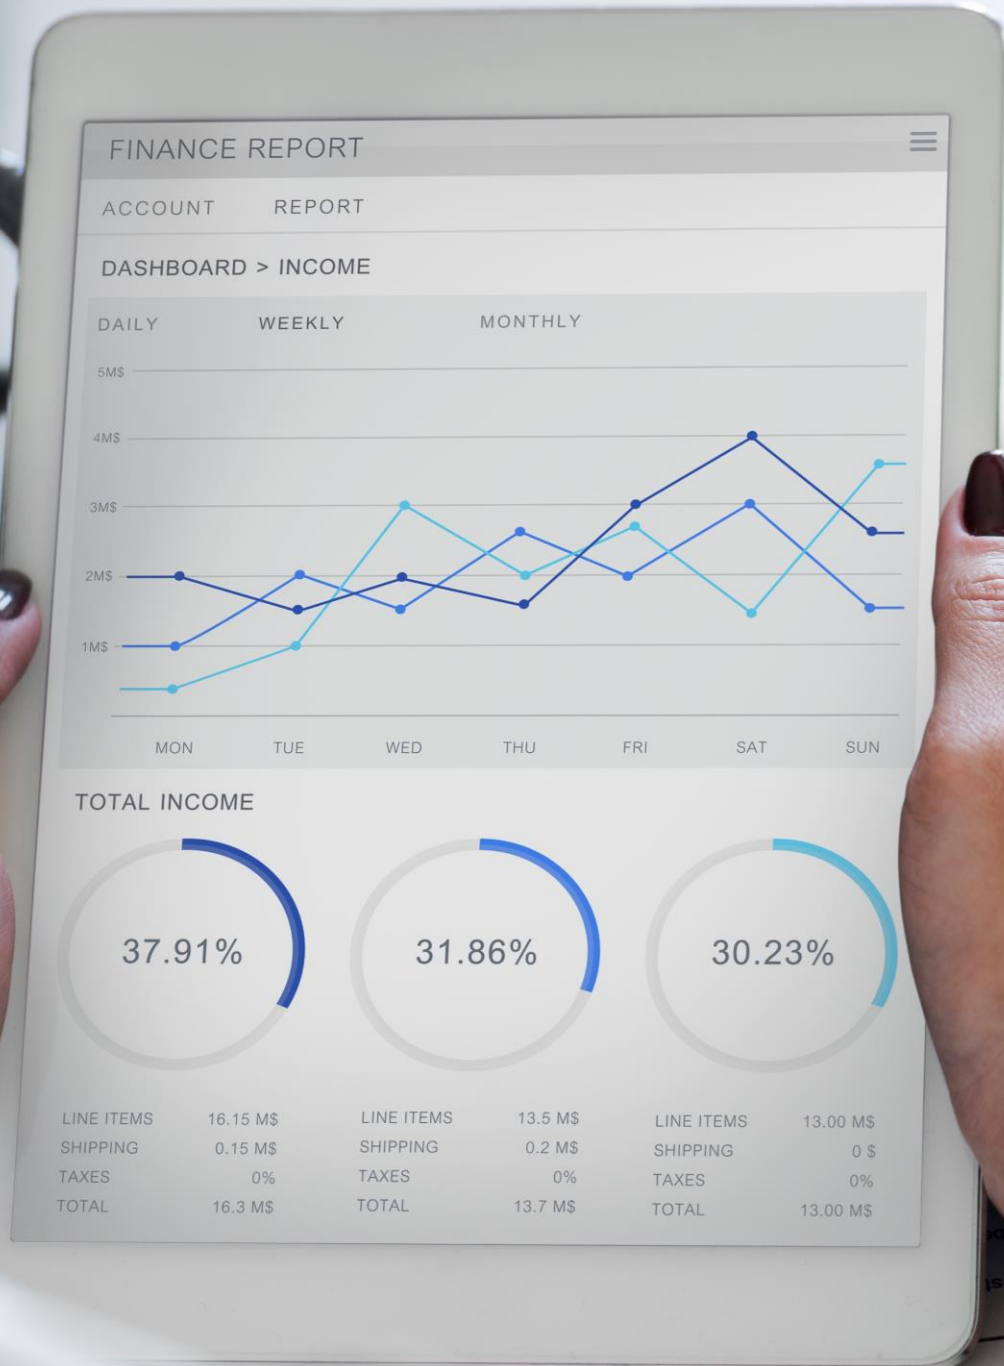 FINANCE REPORT
ACCOUNT REPORT
DASHBOARD > INCOME
DAILY WEEKLY MONTHLY
5M$
4M$
3M$
2M$
1M$
MON TUE WED THU FRI SAT SUN
TOTAL INCOME
37.91% 31.86% 30.23%
LINE ITEMS 16.15 M$
SHIPPING 0.15 M$
TAXES 0%
TOTAL 16.3 M$
LINE ITEMS 13.5 M$
SHIPPING 0.2 M$
TAXES 0%
TOTAL 13.7 M$
LINE ITEMS 13.00 M$
SHIPPING 0 $
TAXES 0%
TOTAL 13.00 M$